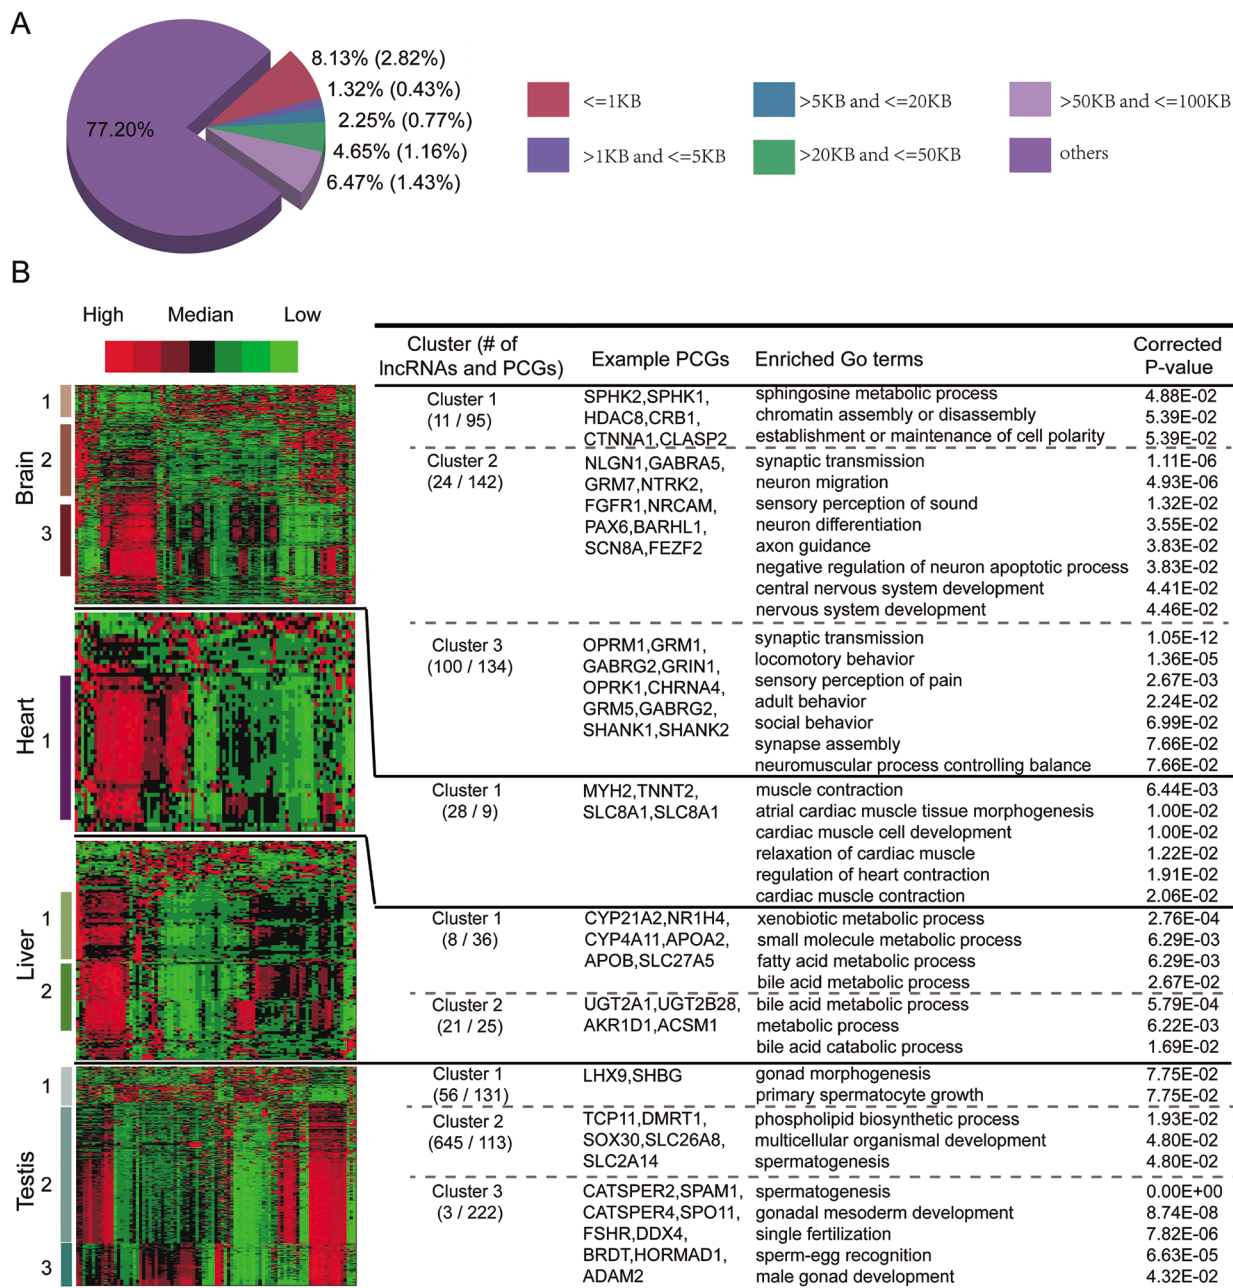 A
8.13% (2.82%)
1.32% (0.43%)
2.25% (0.77%)
4.65% (1.16%)
6.47% (1.43%)
77.20%
<=1KB
>5KB and <=20KB
>50KB and <=100KB
>1KB and <=5KB
>20KB and <=50KB
others
B
High Median Low
Brain
1
2
3
Heart
1
Liver
1
2
Testis
1
2
3
Cluster (# of
lncRNAs and PCGs)
Example PCGs
Enriched Go terms
Corrected
P-value
Cluster 1
(11 / 95)
SPHK2,SPHK1,
HDAC8,CRB1,
CTNNA1,CLASP2
sphingosine metabolic process 4.88E-02
chromatin assembly or disassembly 5.39E-02
establishment or maintenance of cell polarity 5.39E-02
Cluster 2
(24 / 142)
NLGN1,GABRA5,
GRM7,NTRK2,
FGFR1,NRCAM,
PAX6,BARHL1,
SCN8A,FEZF2
synaptic transmission 1.11E-06
neuron migration 4.93E-06
sensory perception of sound 1.32E-02
neuron differentiation 3.55E-02
axon guidance 3.83E-02
negative regulation of neuron apoptotic process 3.83E-02
central nervous system development 4.41E-02
nervous system development 4.46E-02
Cluster 3
(100 / 134)
OPRM1,GRM1,
GABRG2,GRIN1,
OPRK1,CHRNA4,
GRM5,GABRG2,
SHANK1,SHANK2
synaptic transmission 1.05E-12
locomotory behavior 1.36E-05
sensory perception of pain 2.67E-03
adult behavior 2.24E-02
social behavior 6.99E-02
synapse assembly 7.66E-02
neuromuscular process controlling balance 7.66E-02
Cluster 1
(28 / 9)
MYH2,TNNT2,
SLC8A1,SLC8A1
muscle contraction 6.44E-03
atrial cardiac muscle tissue morphogenesis 1.00E-02
cardiac muscle cell development 1.00E-02
relaxation of cardiac muscle 1.22E-02
regulation of heart contraction 1.91E-02
cardiac muscle contraction 2.06E-02
Cluster 1
(8 / 36)
CYP21A2,NR1H4,
CYP4A11,APOA2,
APOB,SLC27A5
xenobiotic metabolic process 2.76E-04
small molecule metabolic process 6.29E-03
fatty acid metabolic process 6.29E-03
bile acid metabolic process 2.67E-02
Cluster 2
(21 / 25)
UGT2A1,UGT2B28,
AKR1D1,ACSM1
bile acid metabolic process 5.79E-04
metabolic process 6.22E-03
bile acid catabolic process 1.69E-02
Cluster 1
(56 / 131)
LHX9,SHBG
gonad morphogenesis 7.75E-02
primary spermatocyte growth 7.75E-02
Cluster 2
(645 / 113)
TCP11,DMRT1,
SOX30,SLC26A8,
SLC2A14
phospholipid biosynthetic process 1.93E-02
multicellular organismal development 4.80E-02
spermatogenesis 4.80E-02
Cluster 3
(3 / 222)
CATSPER2,SPAM1,
CATSPER4,SPO11,
FSHR,DDX4,
BRDT,HORMAD1,
ADAM2
spermatogenesis 0.00E+00
gonadal mesoderm development 8.74E-08
single fertilization 7.82E-06
sperm-egg recognition 6.63E-05
male gonad development 4.32E-02